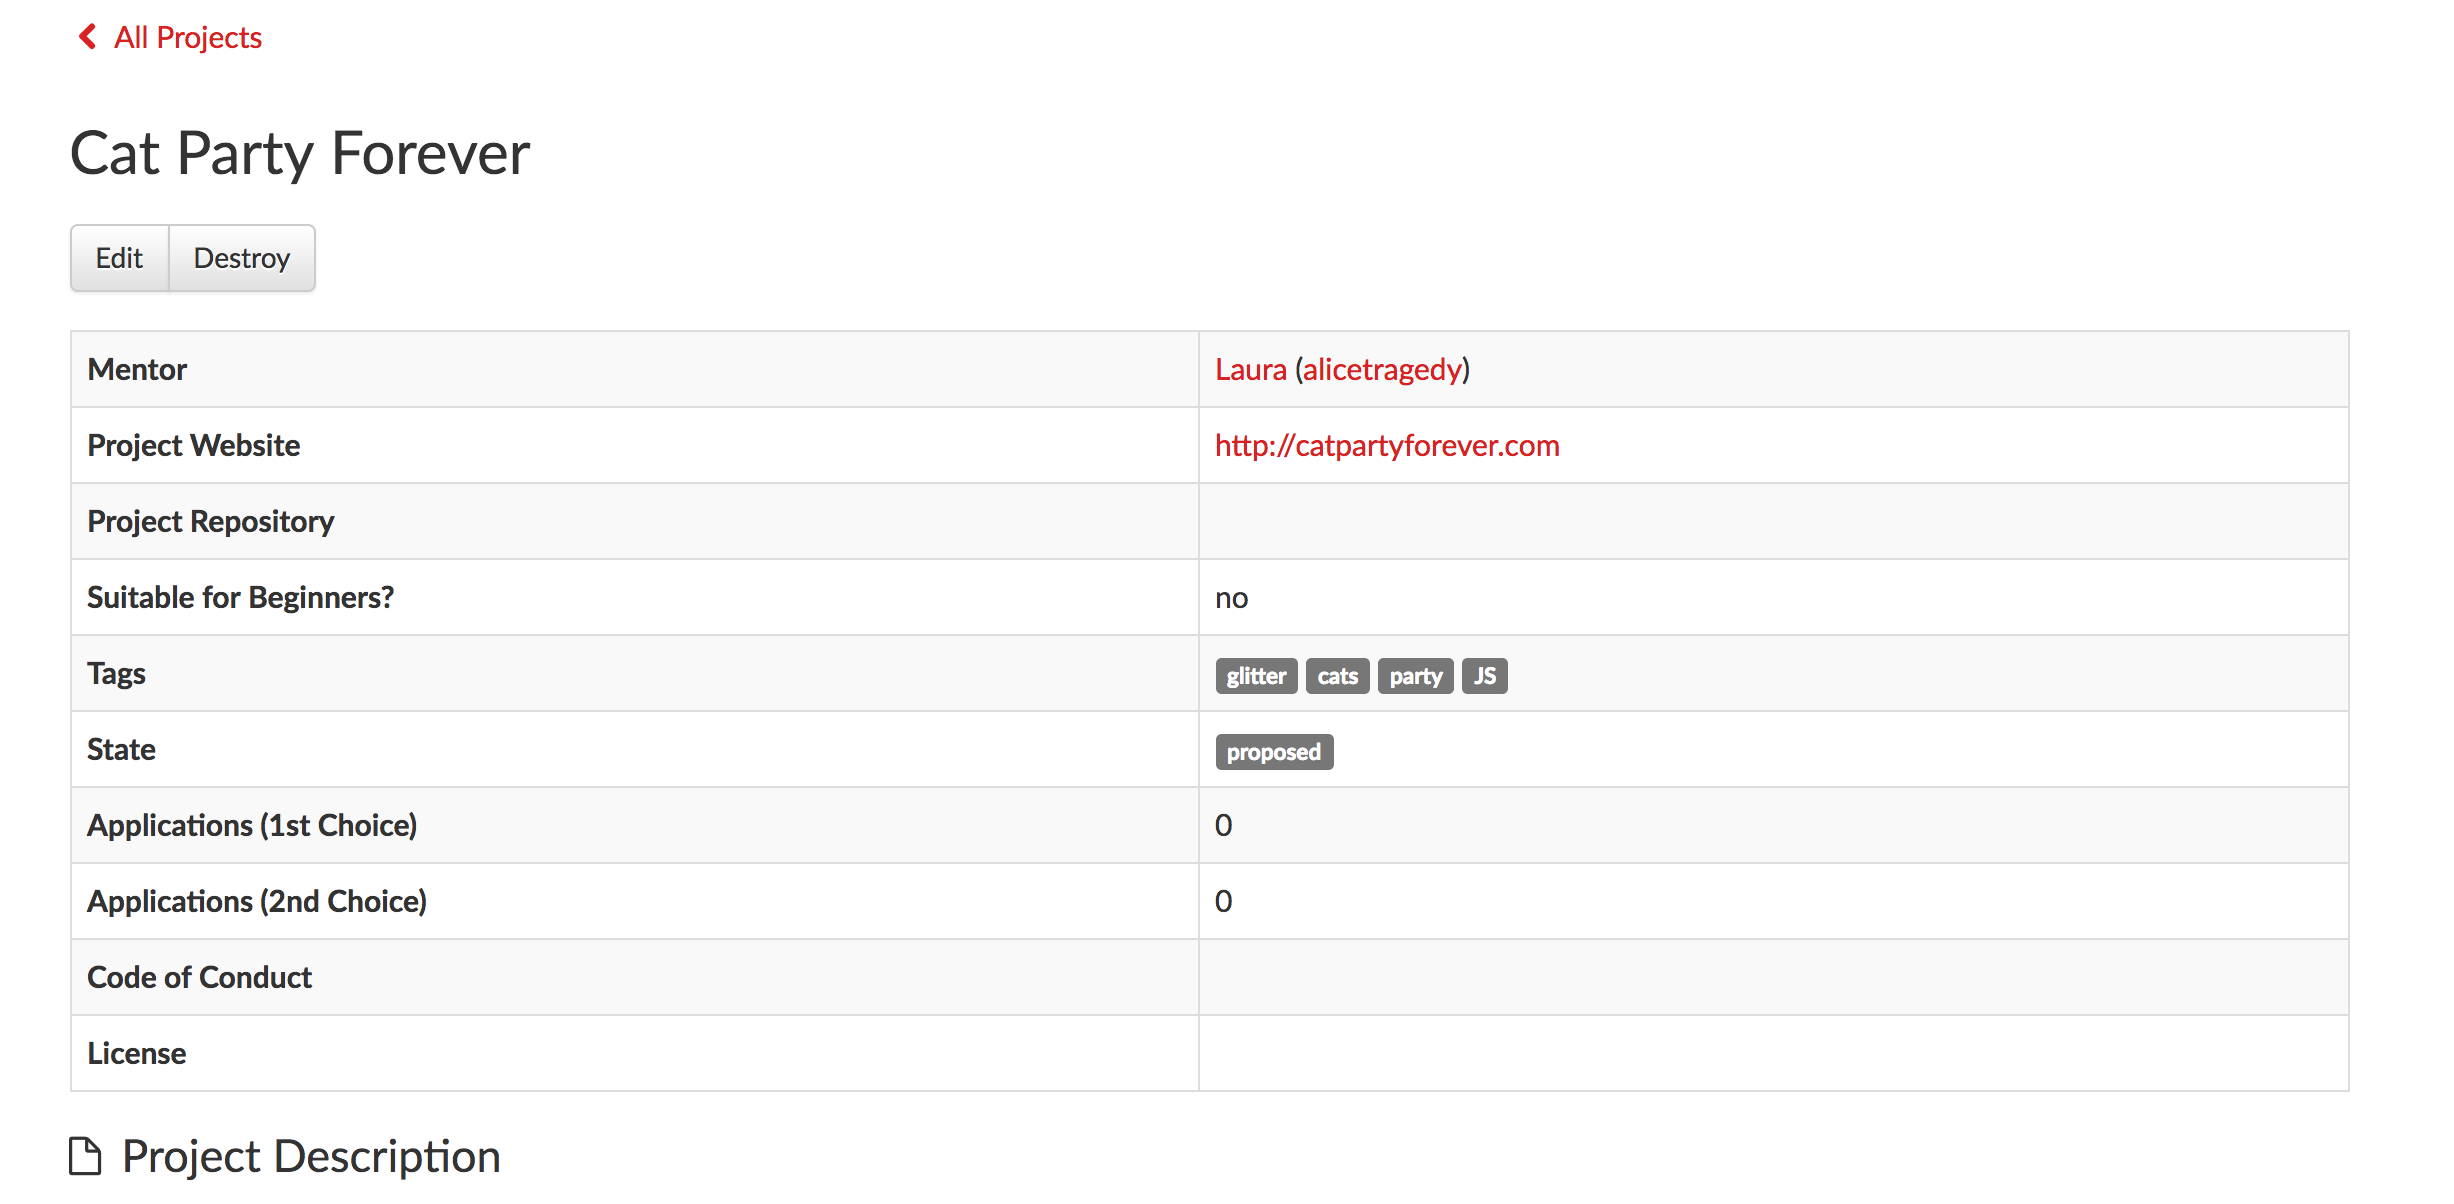 All Projects
Cat Party Forever
Edit Destroy
Mentor Laura (alicetragedy)
Project Website http://catpartyforever.com
Project Repository
Suitable for Beginners? no
Tags glitter cats party JS
State proposed
Applications (1st Choice) 0
Applications (2nd Choice) 0
Code of Conduct
License
Project Description